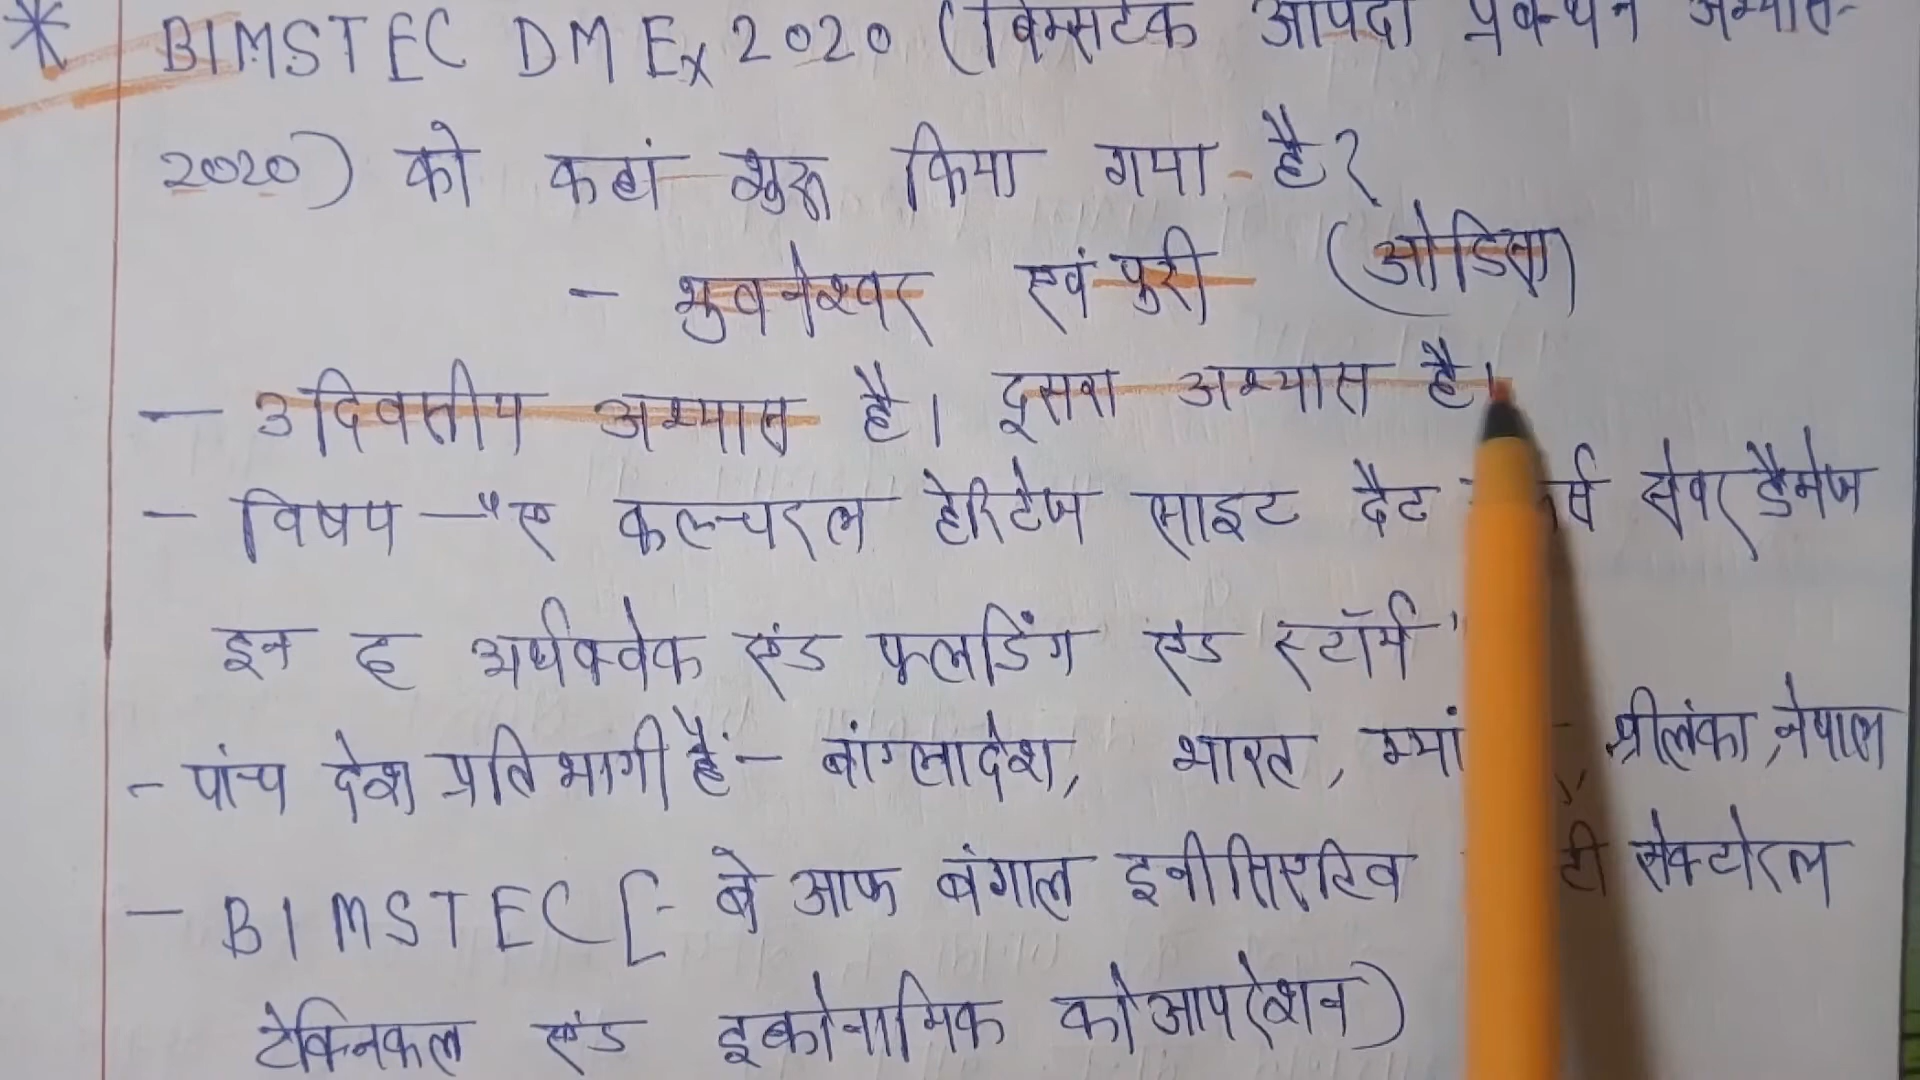 * BIMSTEC DMEx 2020 (बिम्सटेक आपदा प्रबन्धन अभ्यास-
2020) को कहां शुरू किया गया है?
- भुवनेश्वर एवं पुरी (ओडिशा)
- 3 दिवसीय अभ्यास है। दूसरा अभ्यास है।
- विषय - "ए कल्चरल हेरिटेज साइट दैट सेवर डैमेज
इन द अर्थक्वेक एंड फ्लडिंग एंड स्टॉर्म"
- पांच देश प्रतिभागी हैं - बांग्लादेश, भारत, म्यां श्रीलंका, नेपाल
- BIMSTEC [- बे आफ बंगाल इनीसिएटिव टी सेक्टोरल
टेक्निकल एंड इकोनामिक कोआपरेशन)